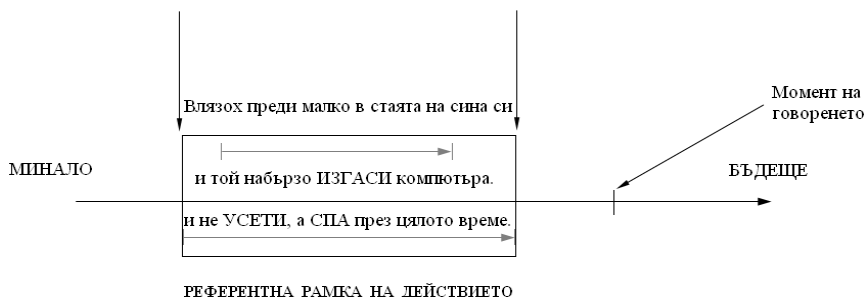 Влязох преди малко в стаята на сина си
Момент на
говоренето
МИНАЛО
и той набързо ИЗГАСИ компютъра.
БЪДЕЩЕ
и не УСЕТИ, а СПА през цялото време.
РЕФЕРЕНТНА РАМКА НА ДЕЙСТВИЕТО